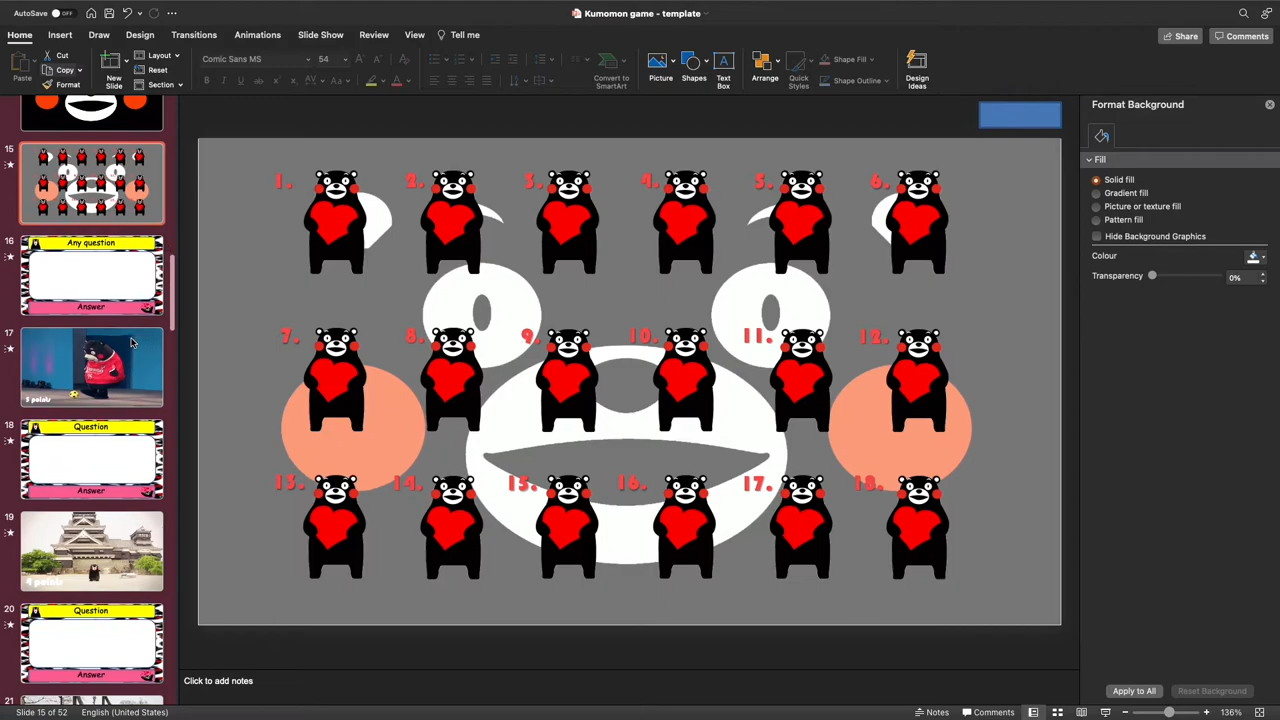 AutoSave OFF
Kumomon game - template
Home Insert Draw Design Transitions Animations Slide Show Review View Tell me
Share Comments
Paste
Cut
Copy
Format
New Slide
Layout
Reset
Section
Comic Sans MS 54
Convert to SmartArt
Picture
Shapes
Text Box
Arrange
Quick Styles
Shape Fill
Shape Outline
Design Ideas
15
16
Any question
Answer
17
3 points
18
Question
Answer
19
4 points
20
Question
Answer
21
1. 2. 3. 4. 5. 6.
7. 8. 9. 10. 11. 12.
13. 14. 15. 16. 17. 18.
Format Background
Fill
Solid fill
Gradient fill
Picture or texture fill
Pattern fill
Hide Background Graphics
Colour
Transparency 0%
Apply to All Reset Background
Click to add notes
Slide 15 of 52 English (United States) Notes Comments 136%